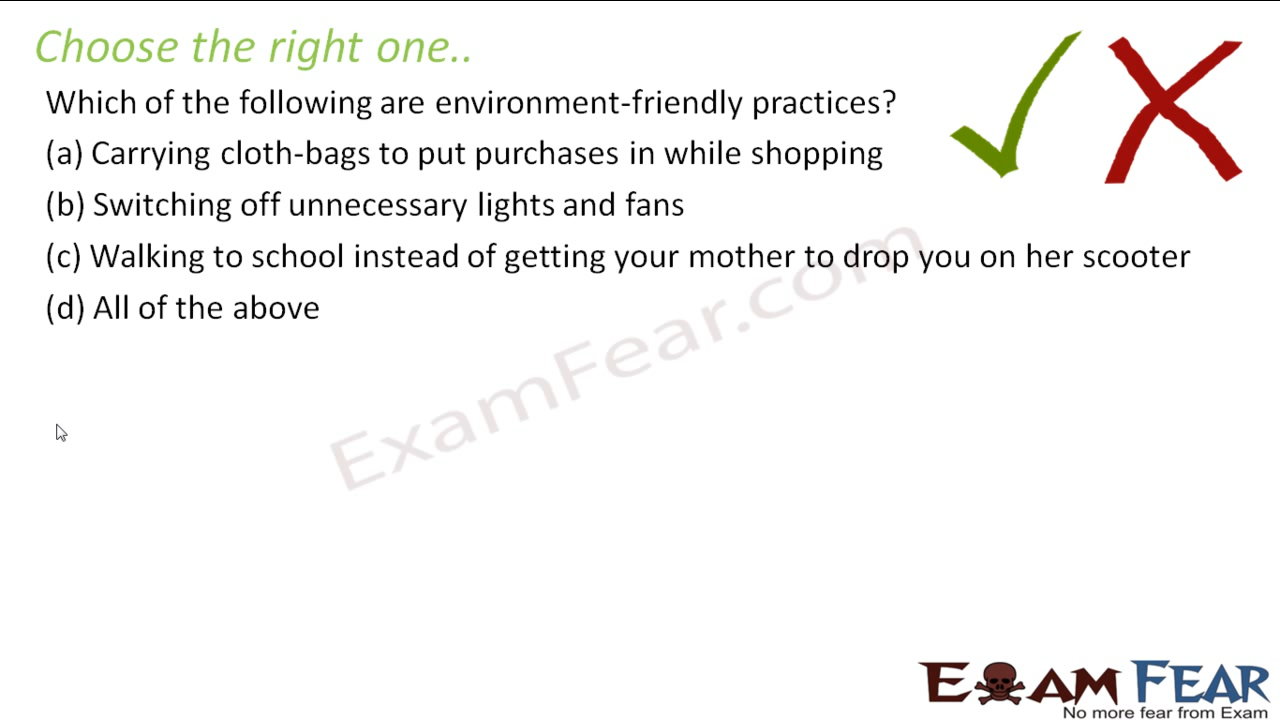 Choose the right one..
Which of the following are environment-friendly practices?
(a) Carrying cloth-bags to put purchases in while shopping
(b) Switching off unnecessary lights and fans
(c) Walking to school instead of getting your mother to drop you on her scooter
(d) All of the above
ExamFear.com
EXAM FEAR
No more fear from Exam